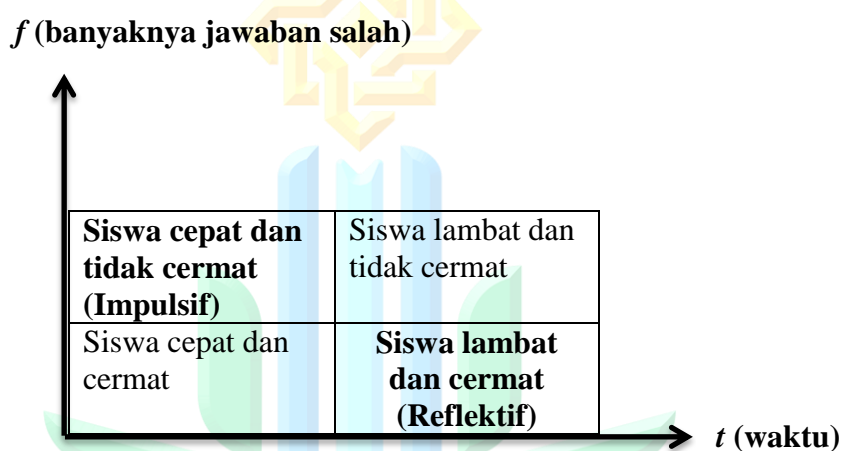 f (banyaknya jawaban salah)
Siswa cepat dan
tidak cermat
(Impulsif)
Siswa lambat dan
tidak cermat
Siswa cepat dan
cermat
Siswa lambat
dan cermat
(Reflektif)
t (waktu)